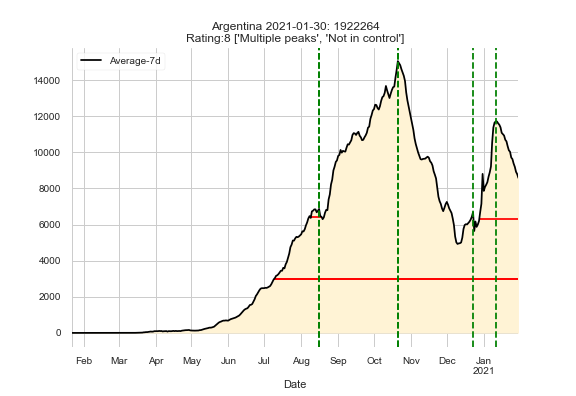 Argentina 2021-01-30: 1922264
Rating:8 ['Multiple peaks', 'Not in control']
Average-7d
14000
12000
10000
8000
6000
4000
2000
0
Feb Mar Apr May Jun Jul Aug Sep Oct Nov Dec Jan
2021
Date